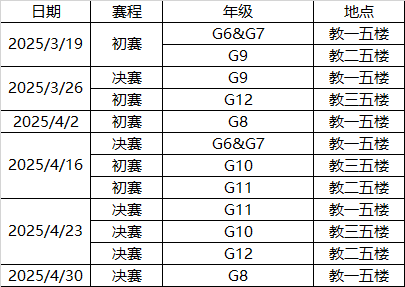 日期 赛程 年级 地点
2025/3/19 初赛 G6&G7 教一五楼
G9 教二五楼
2025/3/26 决赛 G9 教一五楼
初赛 G12 教三五楼
2025/4/2 初赛 G8 教一五楼
2025/4/16 决赛 G6&G7 教一五楼
初赛 G10 教三五楼
初赛 G11 教二五楼
2025/4/23 决赛 G11 教一五楼
决赛 G10 教三五楼
决赛 G12 教二五楼
2025/4/30 决赛 G8 教一五楼